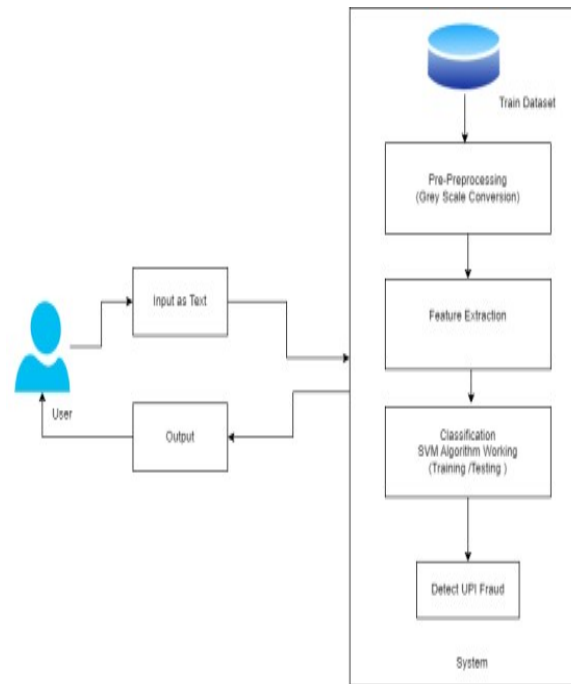 Train Dataset
Pre-Preprocessing
(Grey Scale Conversion)
Input as Text
Feature Extraction
User
Output
Classification
SVM Algorithm Working
(Training /Testing )
Detect UPI Fraud
System